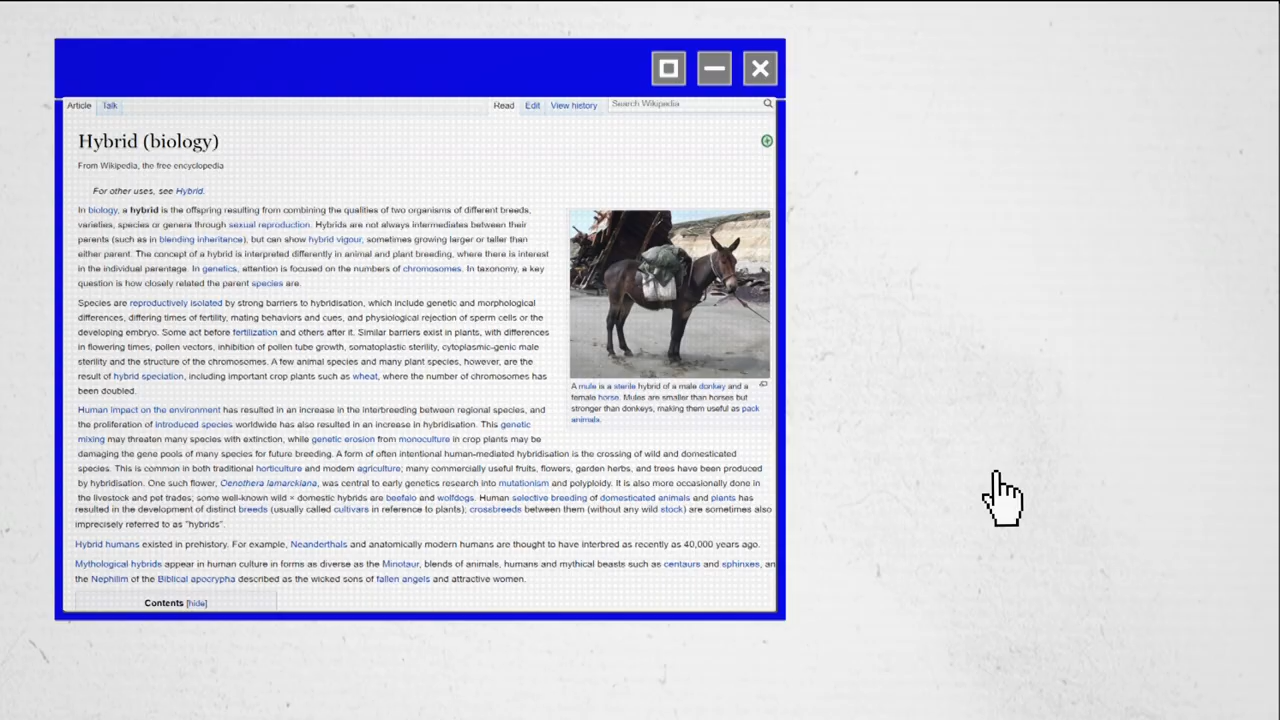 Article Talk Read Edit View history Search Wikipedia
Hybrid (biology)
From Wikipedia, the free encyclopedia
For other uses, see Hybrid.
In biology, a hybrid is the offspring resulting from combining the qualities of two organisms of different breeds,
varieties, species or genera through sexual reproduction. Hybrids are not always intermediates between their
parents (such as in blending inheritance), but can show hybrid vigour, sometimes growing larger or taller than
either parent. The concept of a hybrid is interpreted differently in animal and plant breeding, where there is interest
in the individual parentage. In genetics, attention is focused on the numbers of chromosomes. In taxonomy, a key
question is how closely related the parent species are.
Species are reproductively isolated by strong barriers to hybridisation, which include genetic and morphological
differences, differing times of fertility, mating behaviors and cues, and physiological rejection of sperm cells or the
developing embryo. Some act before fertilization and others after it. Similar barriers exist in plants, with differences
in flowering times, pollen vectors, inhibition of pollen tube growth, somatoplastic sterility, cytoplasmic-genic male
sterility and the structure of the chromosomes. A few animal species and many plant species, however, are the
result of hybrid speciation, including important crop plants such as wheat, where the number of chromosomes has
been doubled.
A mule is a sterile hybrid of a male donkey and a
female horse. Mules are smaller than horses but
stronger than donkeys, making them useful as pack
animals.
Human impact on the environment has resulted in an increase in the interbreeding between regional species, and
the proliferation of introduced species worldwide has also resulted in an increase in hybridisation. This genetic
mixing may threaten many species with extinction, while genetic erosion from monoculture in crop plants may be
damaging the gene pools of many species for future breeding. A form of often intentional human-mediated hybridisation is the crossing of wild and domesticated
species. This is common in both traditional horticulture and modern agriculture; many commercially useful fruits, flowers, garden herbs, and trees have been produced
by hybridisation. One such flower, Oenothera lamarckiana, was central to early genetics research into mutationism and polyploidy. It is also more occasionally done in
the livestock and pet trades; some well-known wild × domestic hybrids are beefalo and wolfdogs. Human selective breeding of domesticated animals and plants has
resulted in the development of distinct breeds (usually called cultivars in reference to plants); crossbreeds between them (without any wild stock) are sometimes also
imprecisely referred to as "hybrids".
Hybrid humans existed in prehistory. For example, Neanderthals and anatomically modern humans are thought to have interbred as recently as 40,000 years ago.
Mythological hybrids appear in human culture in forms as diverse as the Minotaur, blends of animals, humans and mythical beasts such as centaurs and sphinxes, an
the Nephilim of the Biblical apocrypha described as the wicked sons of fallen angels and attractive women.
Contents [hide]